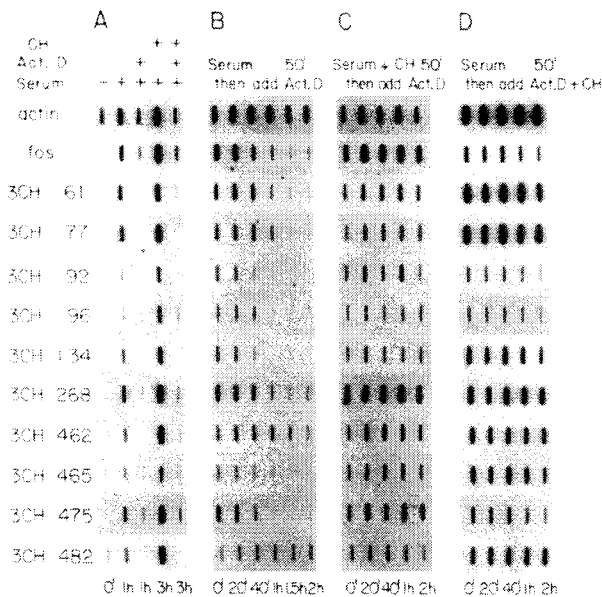 A B C D
CH + +
Act. D + +
Serum - + + + +
Serum 50'
then add Act.D
Serum + CH 50'
then add Act.D
Serum 50'
then add Act.D + CH
actin
fos
3CH 61
3CH 77
3CH 92
3CH 96
3CH 134
3CH 268
3CH 462
3CH 465
3CH 475
3CH 482
0' 1h 1h 3h 3h
0' 20' 40' 1h 1.5h 2h
0' 20' 40' 1h 2h
0' 20' 40' 1h 2h